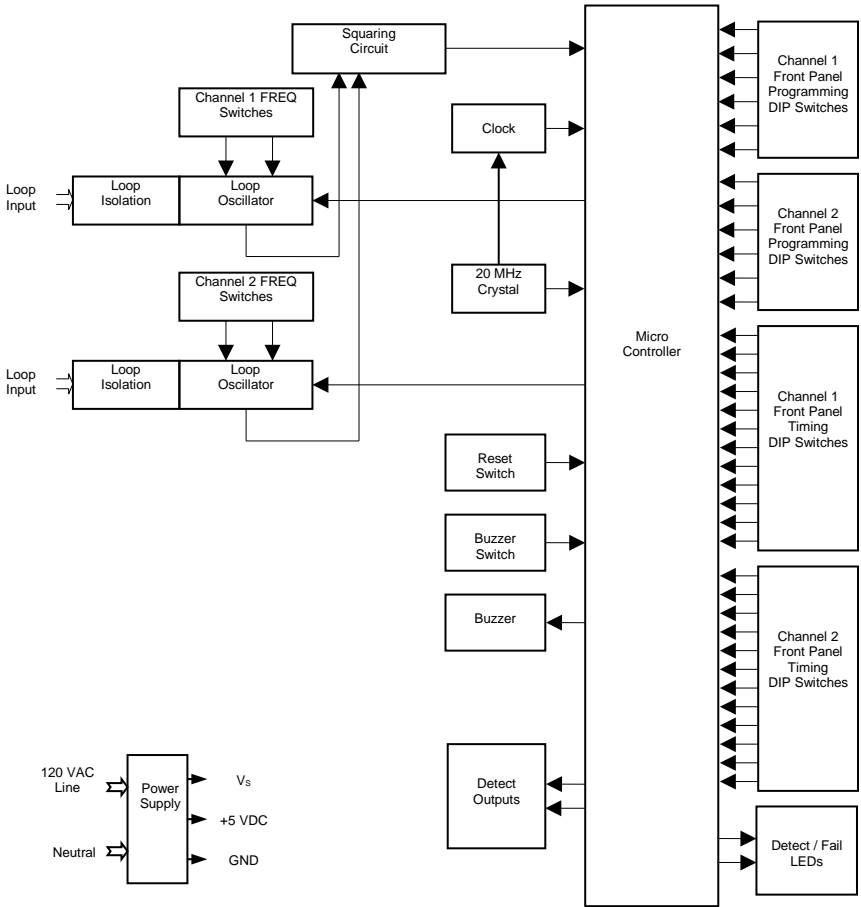 Squaring
Circuit
Channel 1 FREQ
Switches
Clock
Loop
Input
Loop
Isolation
Loop
Oscillator
Channel 2 FREQ
Switches
20 MHz
Crystal
Loop
Input
Loop
Isolation
Loop
Oscillator
Micro
Controller
Reset
Switch
Buzzer
Switch
Buzzer
Detect
Outputs
120 VAC
Line
Neutral
Power
Supply
VS
+5 VDC
GND
Channel 1
Front Panel
Programming
DIP Switches
Channel 2
Front Panel
Programming
DIP Switches
Channel 1
Front Panel
Timing
DIP Switches
Channel 2
Front Panel
Timing
DIP Switches
Detect / Fail
LEDs